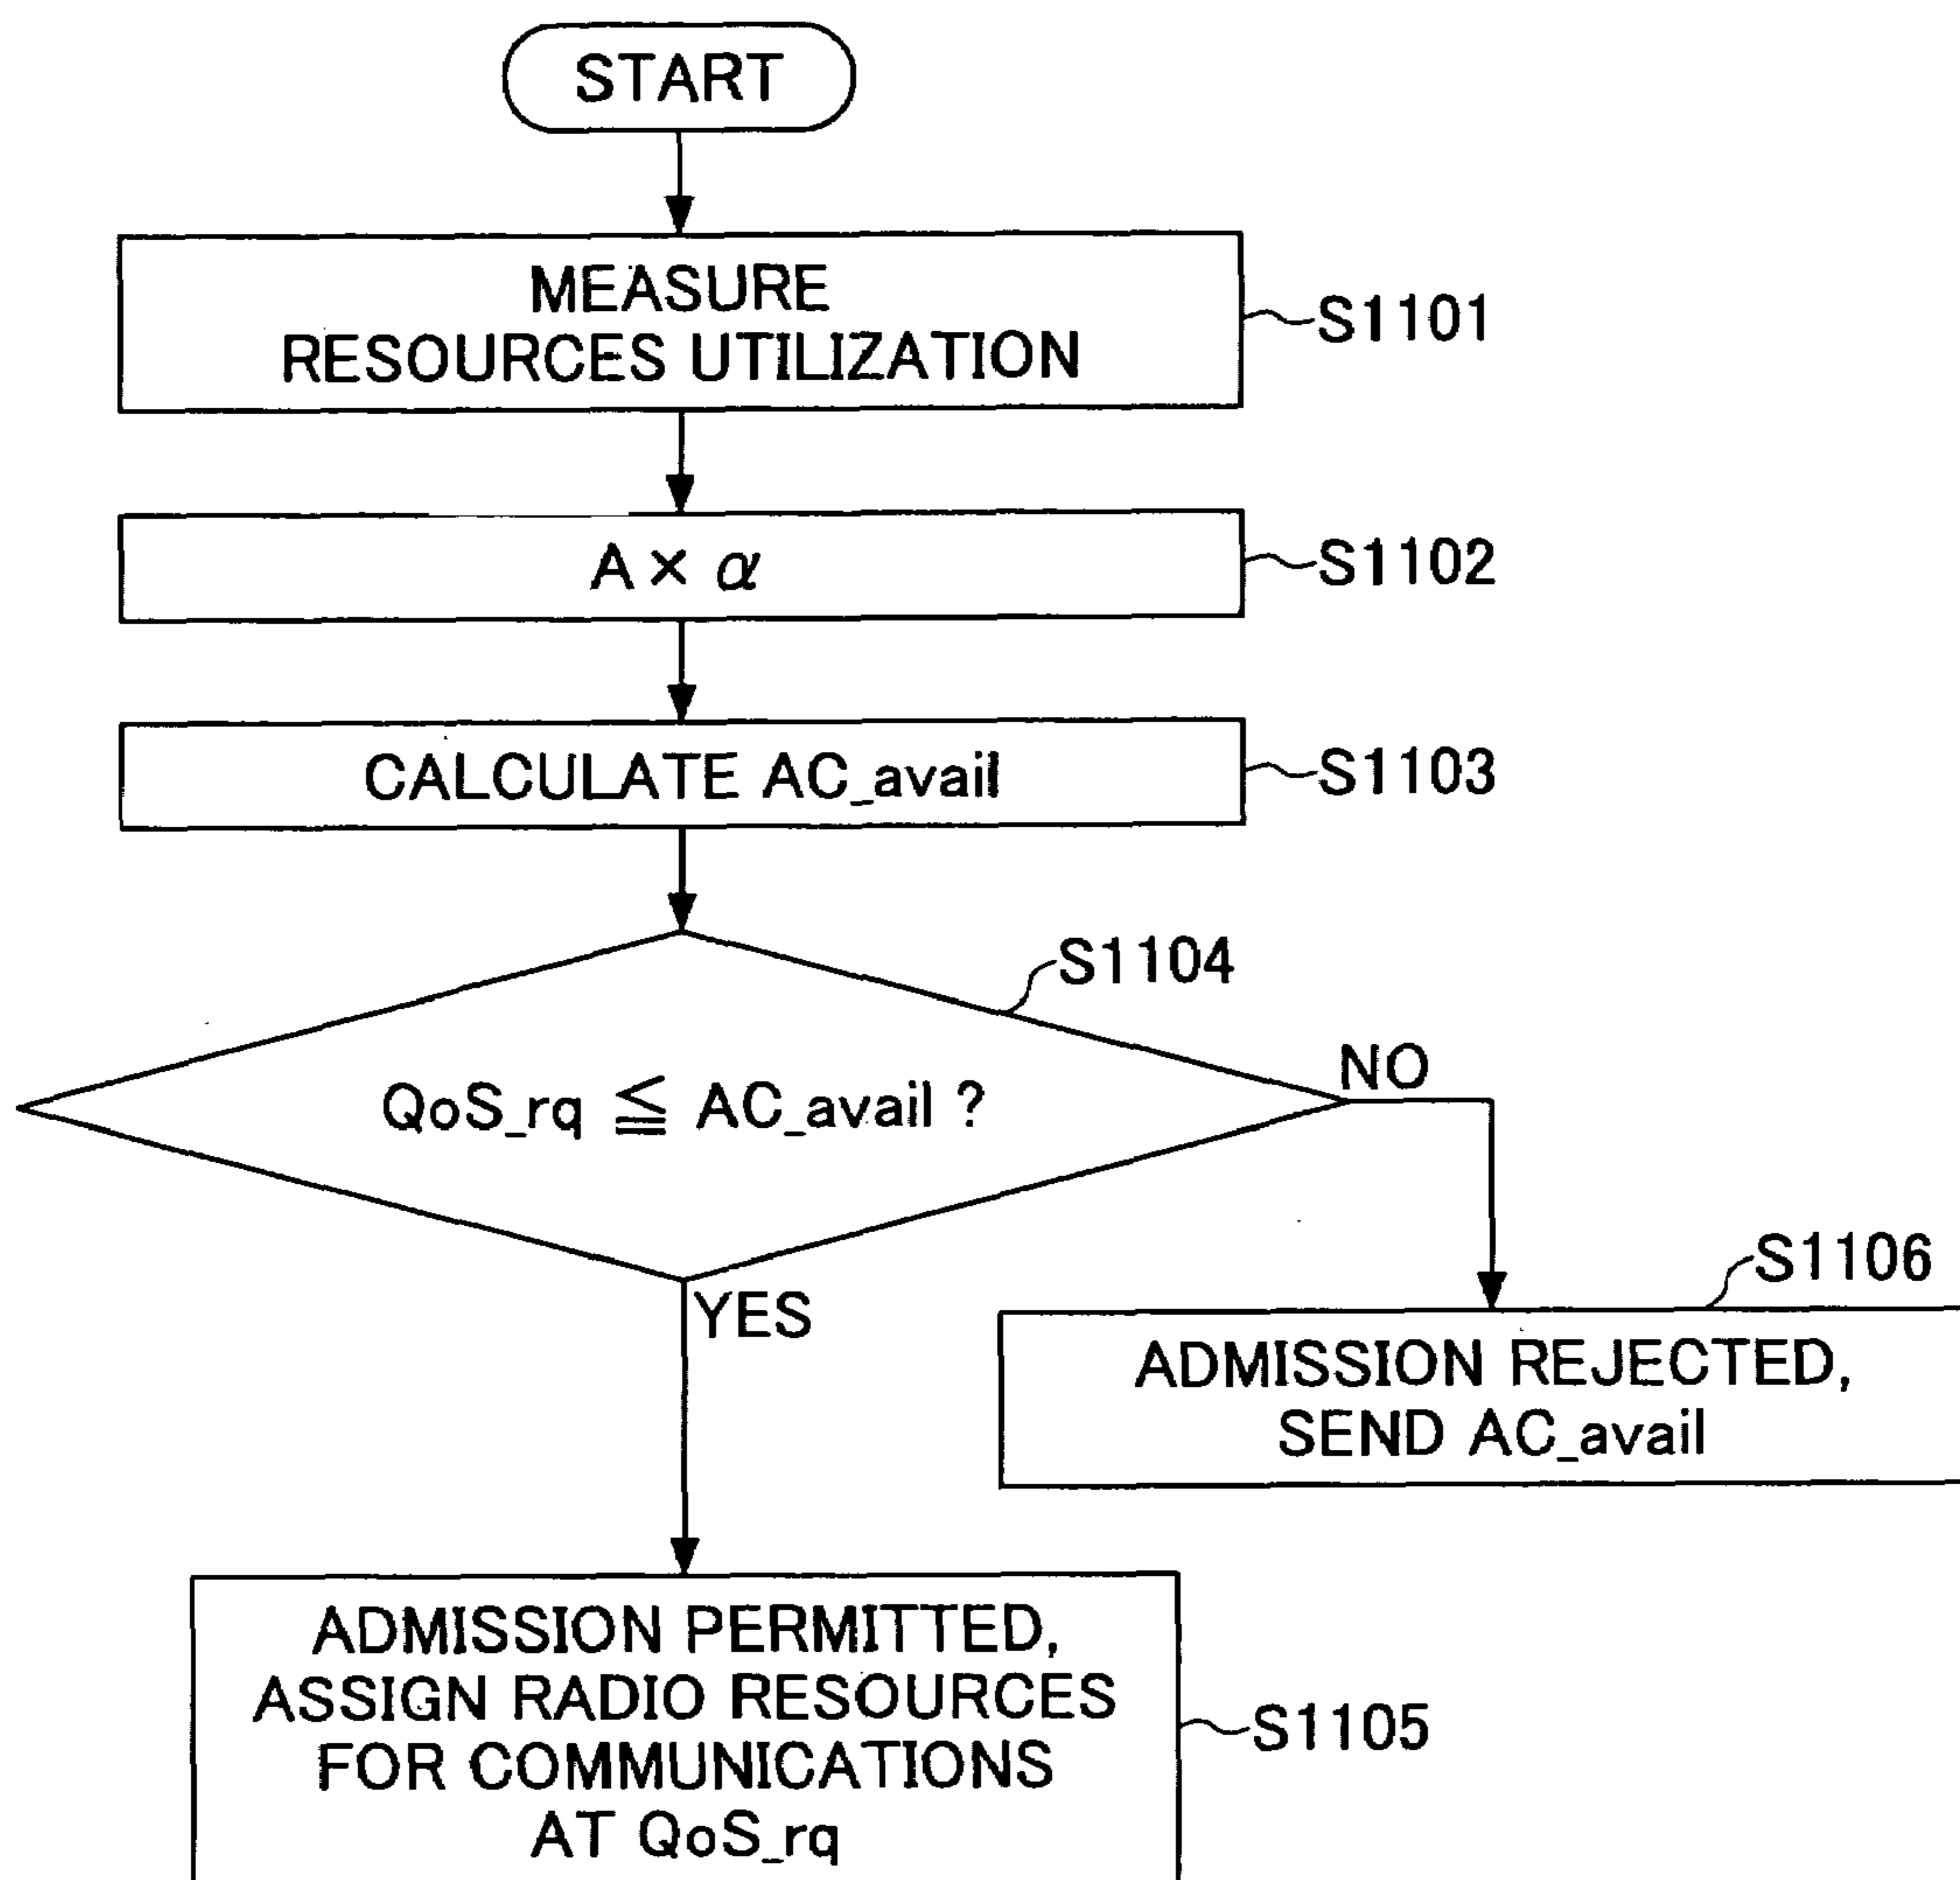 START
MEASURE
RESOURCES UTILIZATION
S1101
A × α
S1102
CALCULATE AC_avail
S1103
S1104
QoS_rq ≦ AC_avail ?
NO
YES
S1106
ADMISSION REJECTED,
SEND AC_avail
ADMISSION PERMITTED,
ASSIGN RADIO RESOURCES
FOR COMMUNICATIONS
AT QoS_rq
S1105